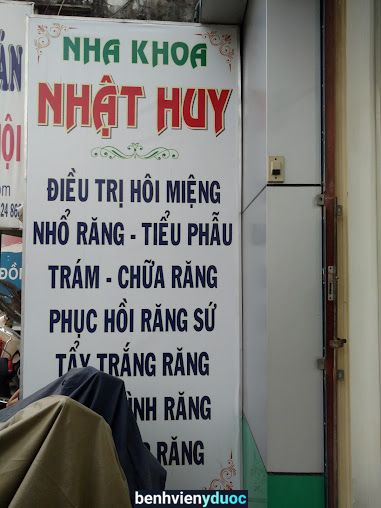 NHA KHOA
NHẬT HUY
ĐIỀU TRỊ HÔI MIỆNG
NHỔ RĂNG - TIỂU PHẪU
TRÁM - CHỮA RĂNG
PHỤC HỒI RĂNG SỨ
TẨY TRẮNG RĂNG
RĂNG
RĂNG
benhvienyduoc